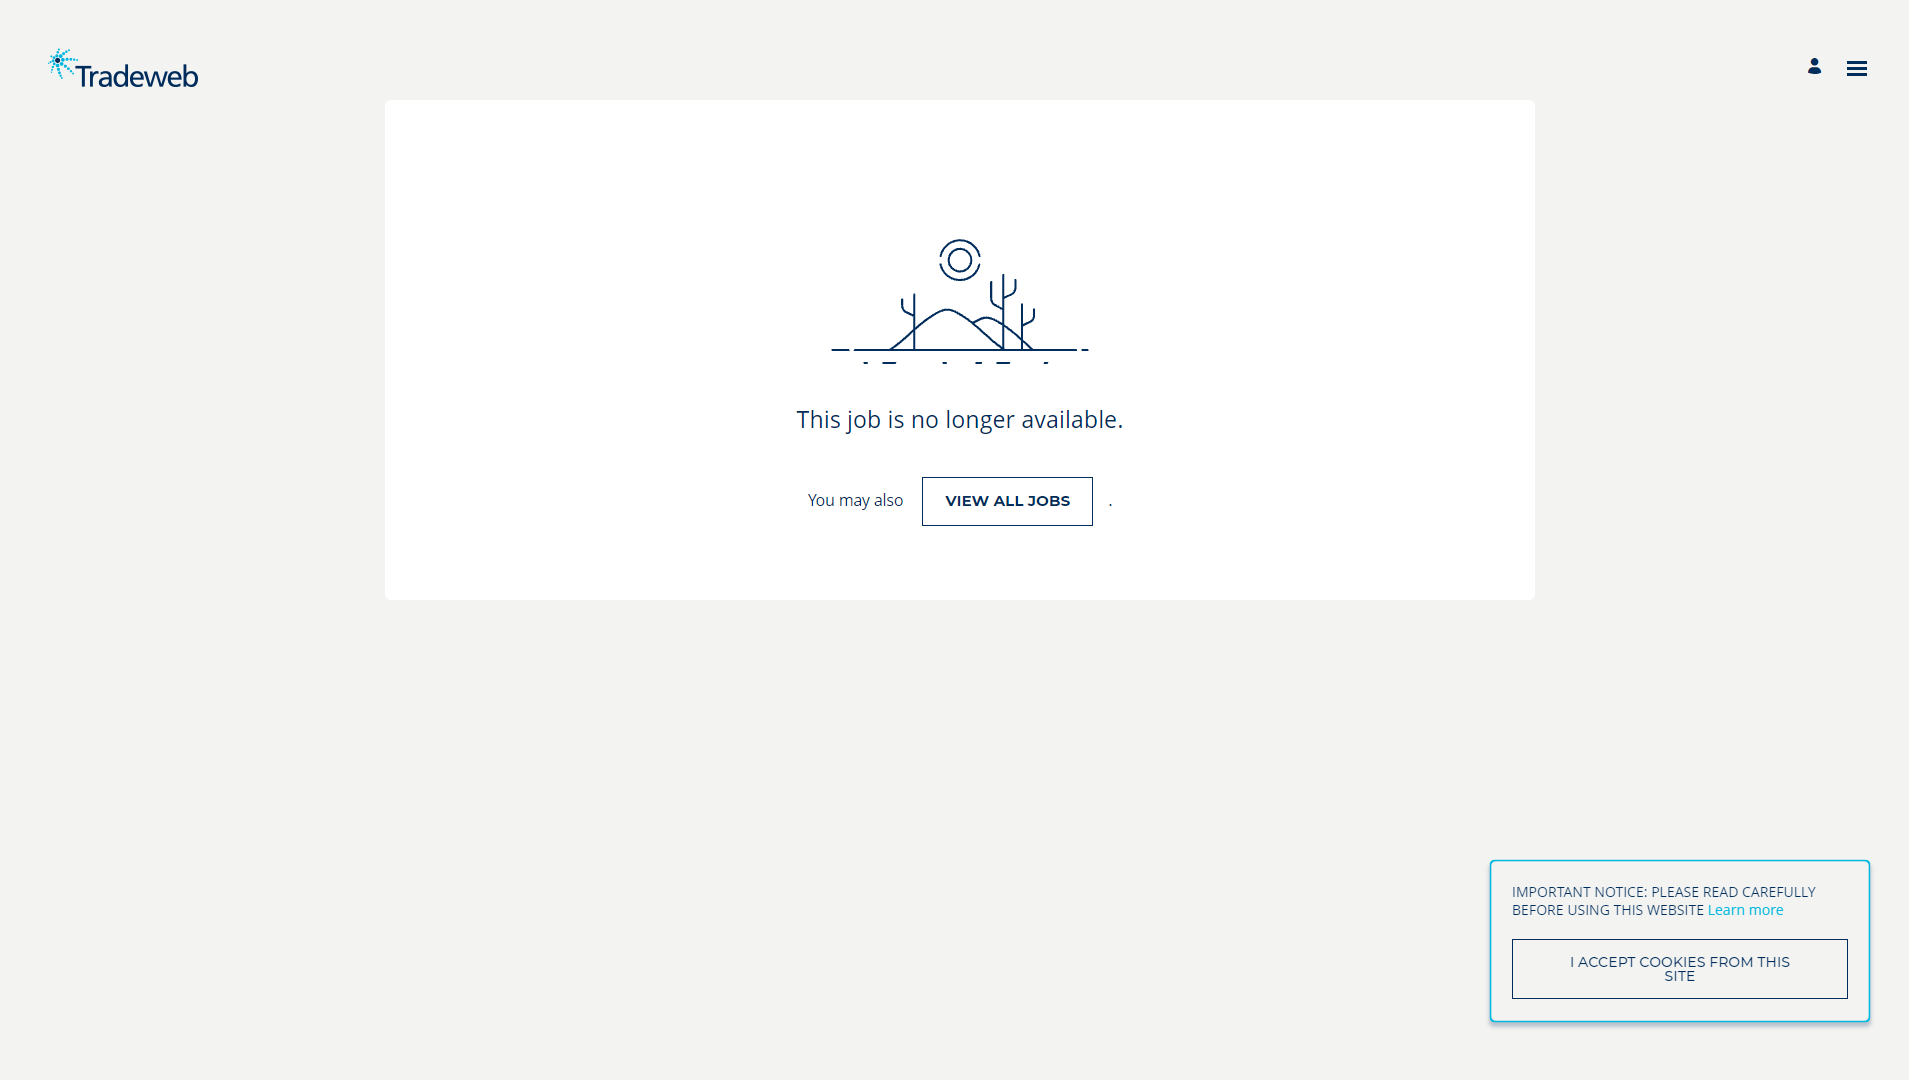 Tradeweb
This job is no longer available.
You may also VIEW ALL JOBS .
IMPORTANT NOTICE: PLEASE READ CAREFULLY
BEFORE USING THIS WEBSITE Learn more
I ACCEPT COOKIES FROM THIS
SITE